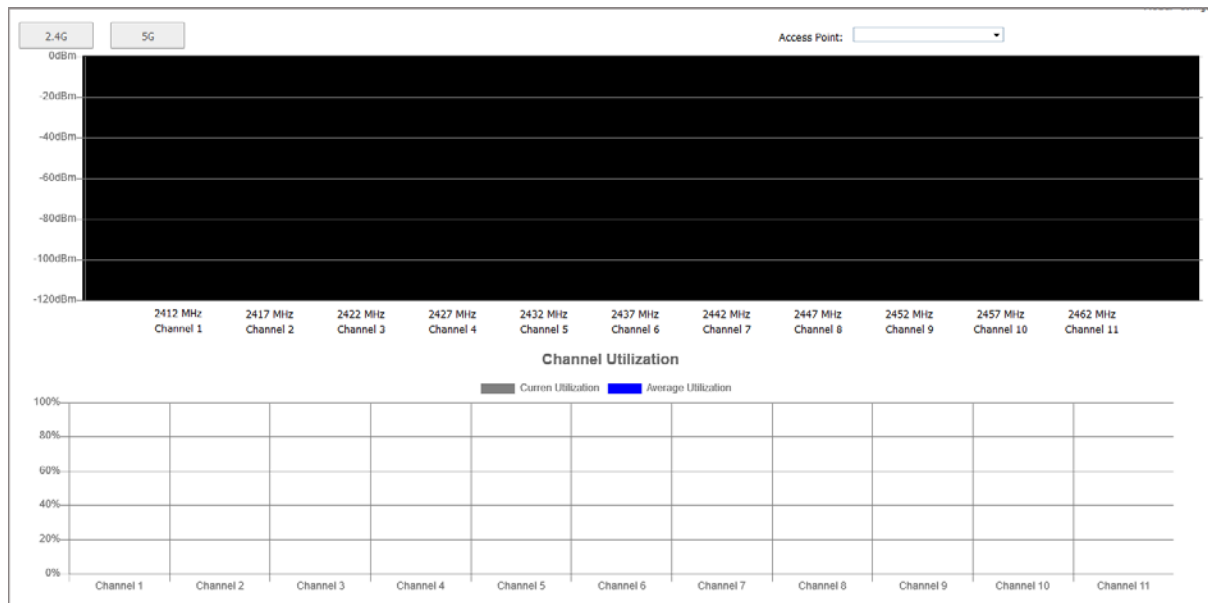 2.4G 5G Access Point:
0dBm
-20dBm
-40dBm
-60dBm
-80dBm
-100dBm
-120dBm
2412 MHz 2417 MHz 2422 MHz 2427 MHz 2432 MHz 2437 MHz 2442 MHz 2447 MHz 2452 MHz 2457 MHz 2462 MHz
Channel 1 Channel 2 Channel 3 Channel 4 Channel 5 Channel 6 Channel 7 Channel 8 Channel 9 Channel 10 Channel 11
Channel Utilization
Curren Utilization Average Utilization
100%
80%
60%
40%
20%
0%
Channel 1 Channel 2 Channel 3 Channel 4 Channel 5 Channel 6 Channel 7 Channel 8 Channel 9 Channel 10 Channel 11